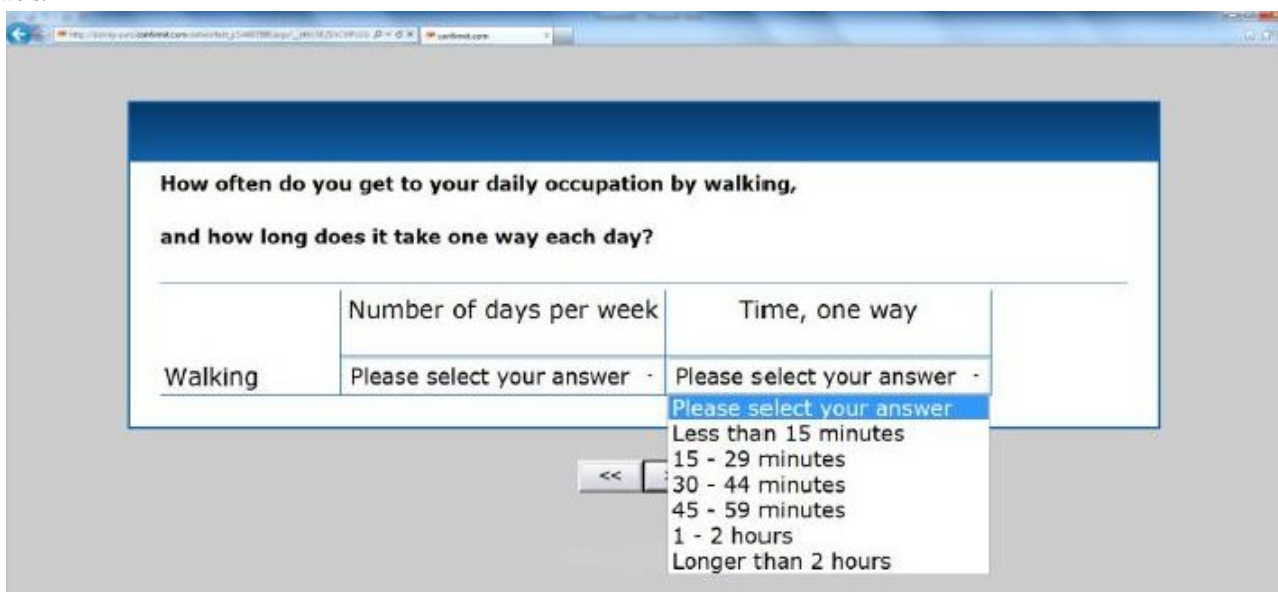 confirmit.com
How often do you get to your daily occupation by walking,
and how long does it take one way each day?
Number of days per week
Time, one way
Walking
Please select your answer
Please select your answer
Please select your answer
Less than 15 minutes
15 - 29 minutes
<<
30 - 44 minutes
45 - 59 minutes
1 - 2 hours
Longer than 2 hours